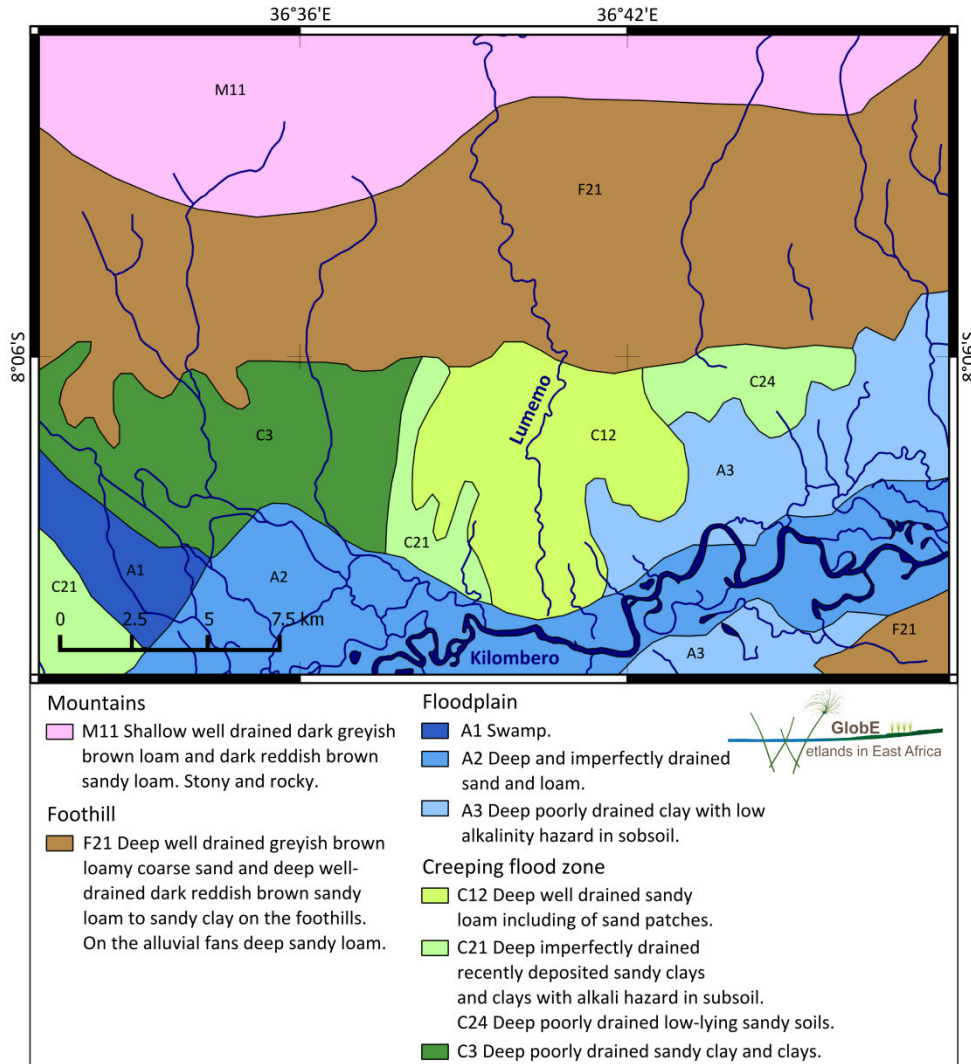 36°36'E
36°42'E
M11
F21
8°06'S
8°06'S
C24
Lumemo
C3
C12
A3
C21
A1
A2
C21
0 2.5 5 7.5 km
F21
Kilombero
A3
Mountains
M11 Shallow well drained dark greyish
brown loam and dark reddish brown
sandy loam. Stony and rocky.
Foothill
F21 Deep well drained greyish brown
loamy coarse sand and deep well-
drained dark reddish brown sandy
loam to sandy clay on the foothills.
On the alluvial fans deep sandy loam.
Floodplain
A1 Swamp.
A2 Deep and imperfectly drained
sand and loam.
A3 Deep poorly drained clay with low
alkalinity hazard in sobsoil.
Creeping flood zone
C12 Deep well drained sandy
loam including of sand patches.
C21 Deep imperfectly drained
recently deposited sandy clays
and clays with alkali hazard in subsoil.
C24 Deep poorly drained low-lying sandy soils.
C3 Deep poorly drained sandy clay and clays.
GlobE
etlands in East Africa